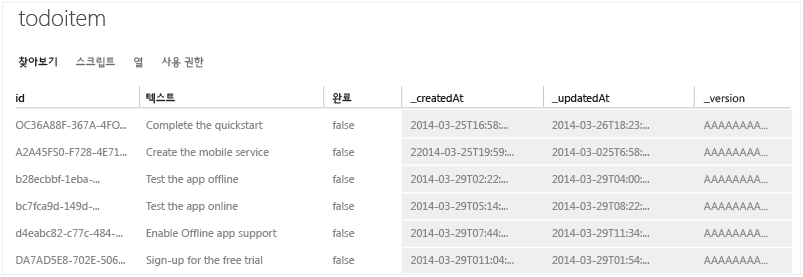 todoitem
찾아보기 스크립트 열 사용 권한
id 텍스트 완료 _createdAt _updatedAt _version
OC36A88F-367A-4FO... Complete the quickstart false 2014-03-25T16:58:... 2014-03-26T18:23:... AAAAAAAA...
A2A45FS0-F728-4E71... Create the mobile service false 22014-03-25T19:59:... 2014-03-025T6:58:... AAAAAAAA...
b28ecbbf-1eba-... Test the app offline false 2014-03-29T02:22:... 2014-03-29T04:00:... AAAAAAAA...
bc7fca9d-149d-... Test the app online false 2014-03-29T05:14:... 2014-03-29T08:22:... AAAAAAAA...
d4eabc82-c77c-484-... Enable Offline app support false 2014-03-29T07:44:... 2014-03-29T11:34:... AAAAAAAA...
DA7AD5E8-702E-506... Sign-up for the free trial false 2014-03-29T011:04:... 2014-03-29T01:54:... AAAAAAAA...